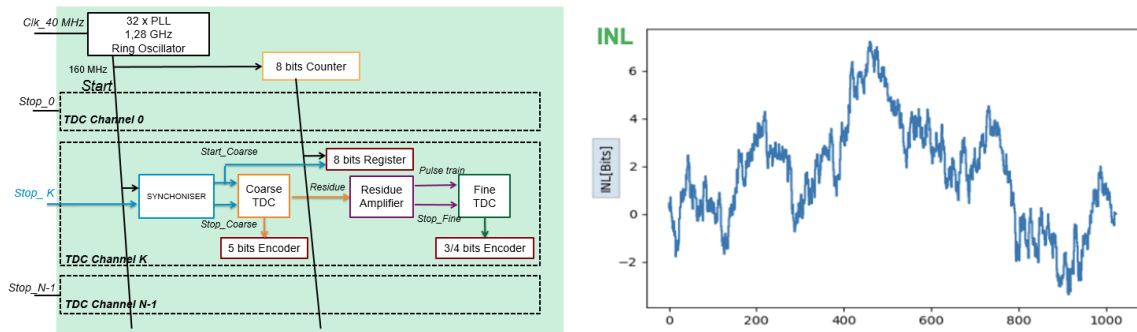 Clk_40 MHz
32 x PLL
1,28 GHz
Ring Oscillator
160 MHz
Start
8 bits Counter
Stop_0
TDC Channel 0
Start_Coarse
8 bits Register
Stop_ K
SYNCHONISER
Coarse
TDC
Residue
Residue
Amplifier
Pulse train
Fine
TDC
Stop_Coarse
Stop_Fine
5 bits Encoder
3/4 bits Encoder
TDC Channel K
Stop_N-1
TDC Channel N-1
INL
INL[Bits]
6
4
2
0
−2
0
200
400
600
800
1000